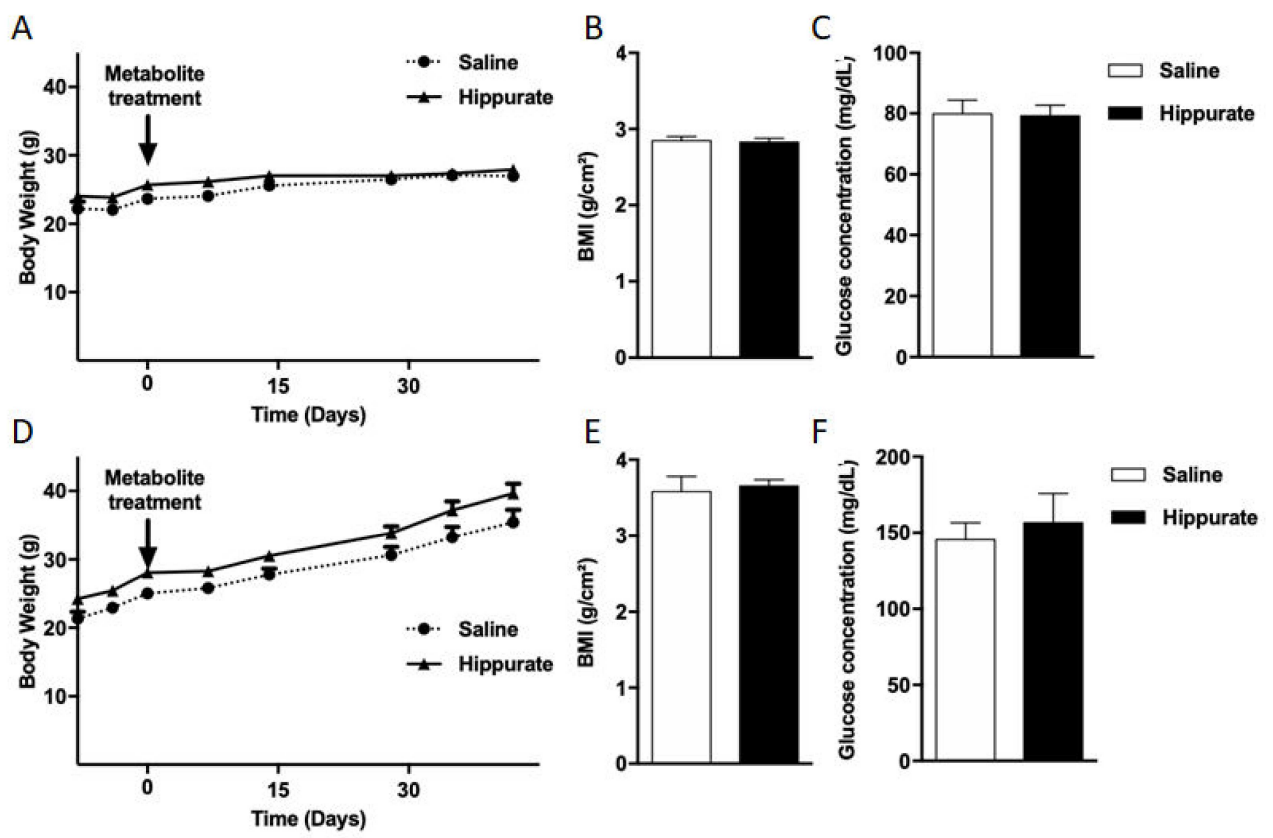 A
Metabolite
treatment
Saline
Hippurate
40
30
20
10
Body Weight (g)
0
15
30
Time (Days)
B
4
3
2
1
0
BMI (g/cm²)
C
100
80
60
40
20
0
Glucose concentration (mg/dL)
Saline
Hippurate
D
Metabolite
treatment
40
30
20
10
Body Weight (g)
Saline
Hippurate
0
15
30
Time (Days)
E
4
3
2
1
0
BMI (g/cm²)
F
200
150
100
50
0
Glucose concentration (mg/dL)
Saline
Hippurate